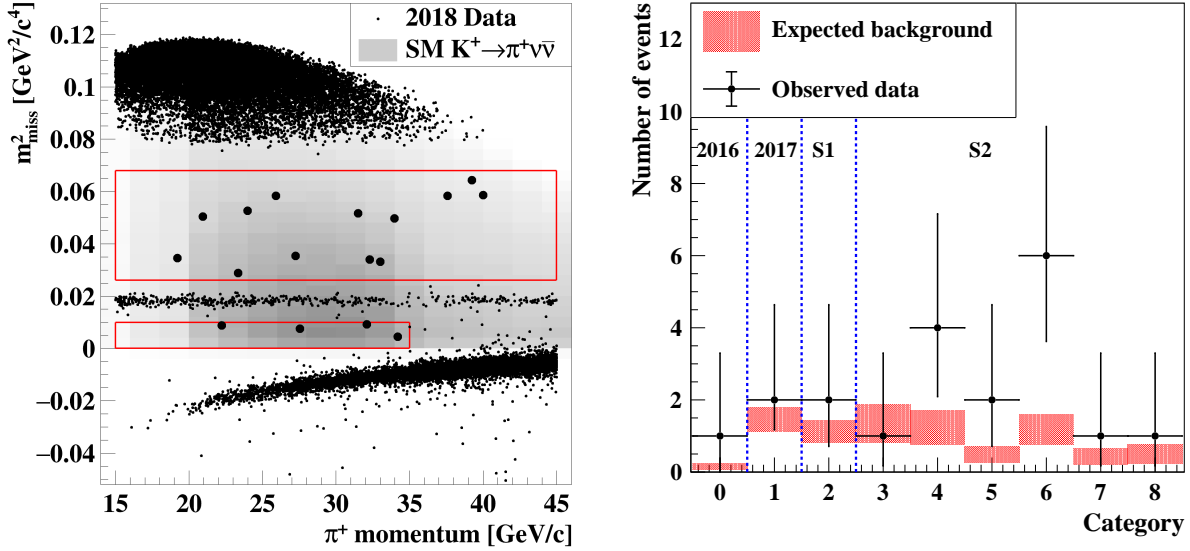 2018 Data
SM K⁺→π⁺νν̄
m²miss [GeV²/c⁴]
0.12
0.1
0.08
0.06
0.04
0.02
0
−0.02
−0.04
15 20 25 30 35 40 45
π⁺ momentum [GeV/c]
Expected background
Observed data
Number of events
12
10
8
6
4
2
0
2016 2017 S1 S2
0 1 2 3 4 5 6 7 8
Category